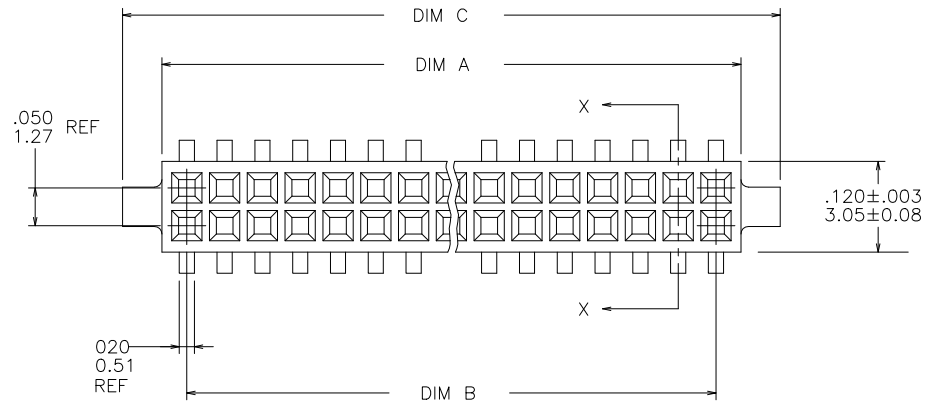 DIM C
DIM A
X
.050
1.27 REF
.120±.003
3.05±0.08
X
020
0.51
REF
DIM B